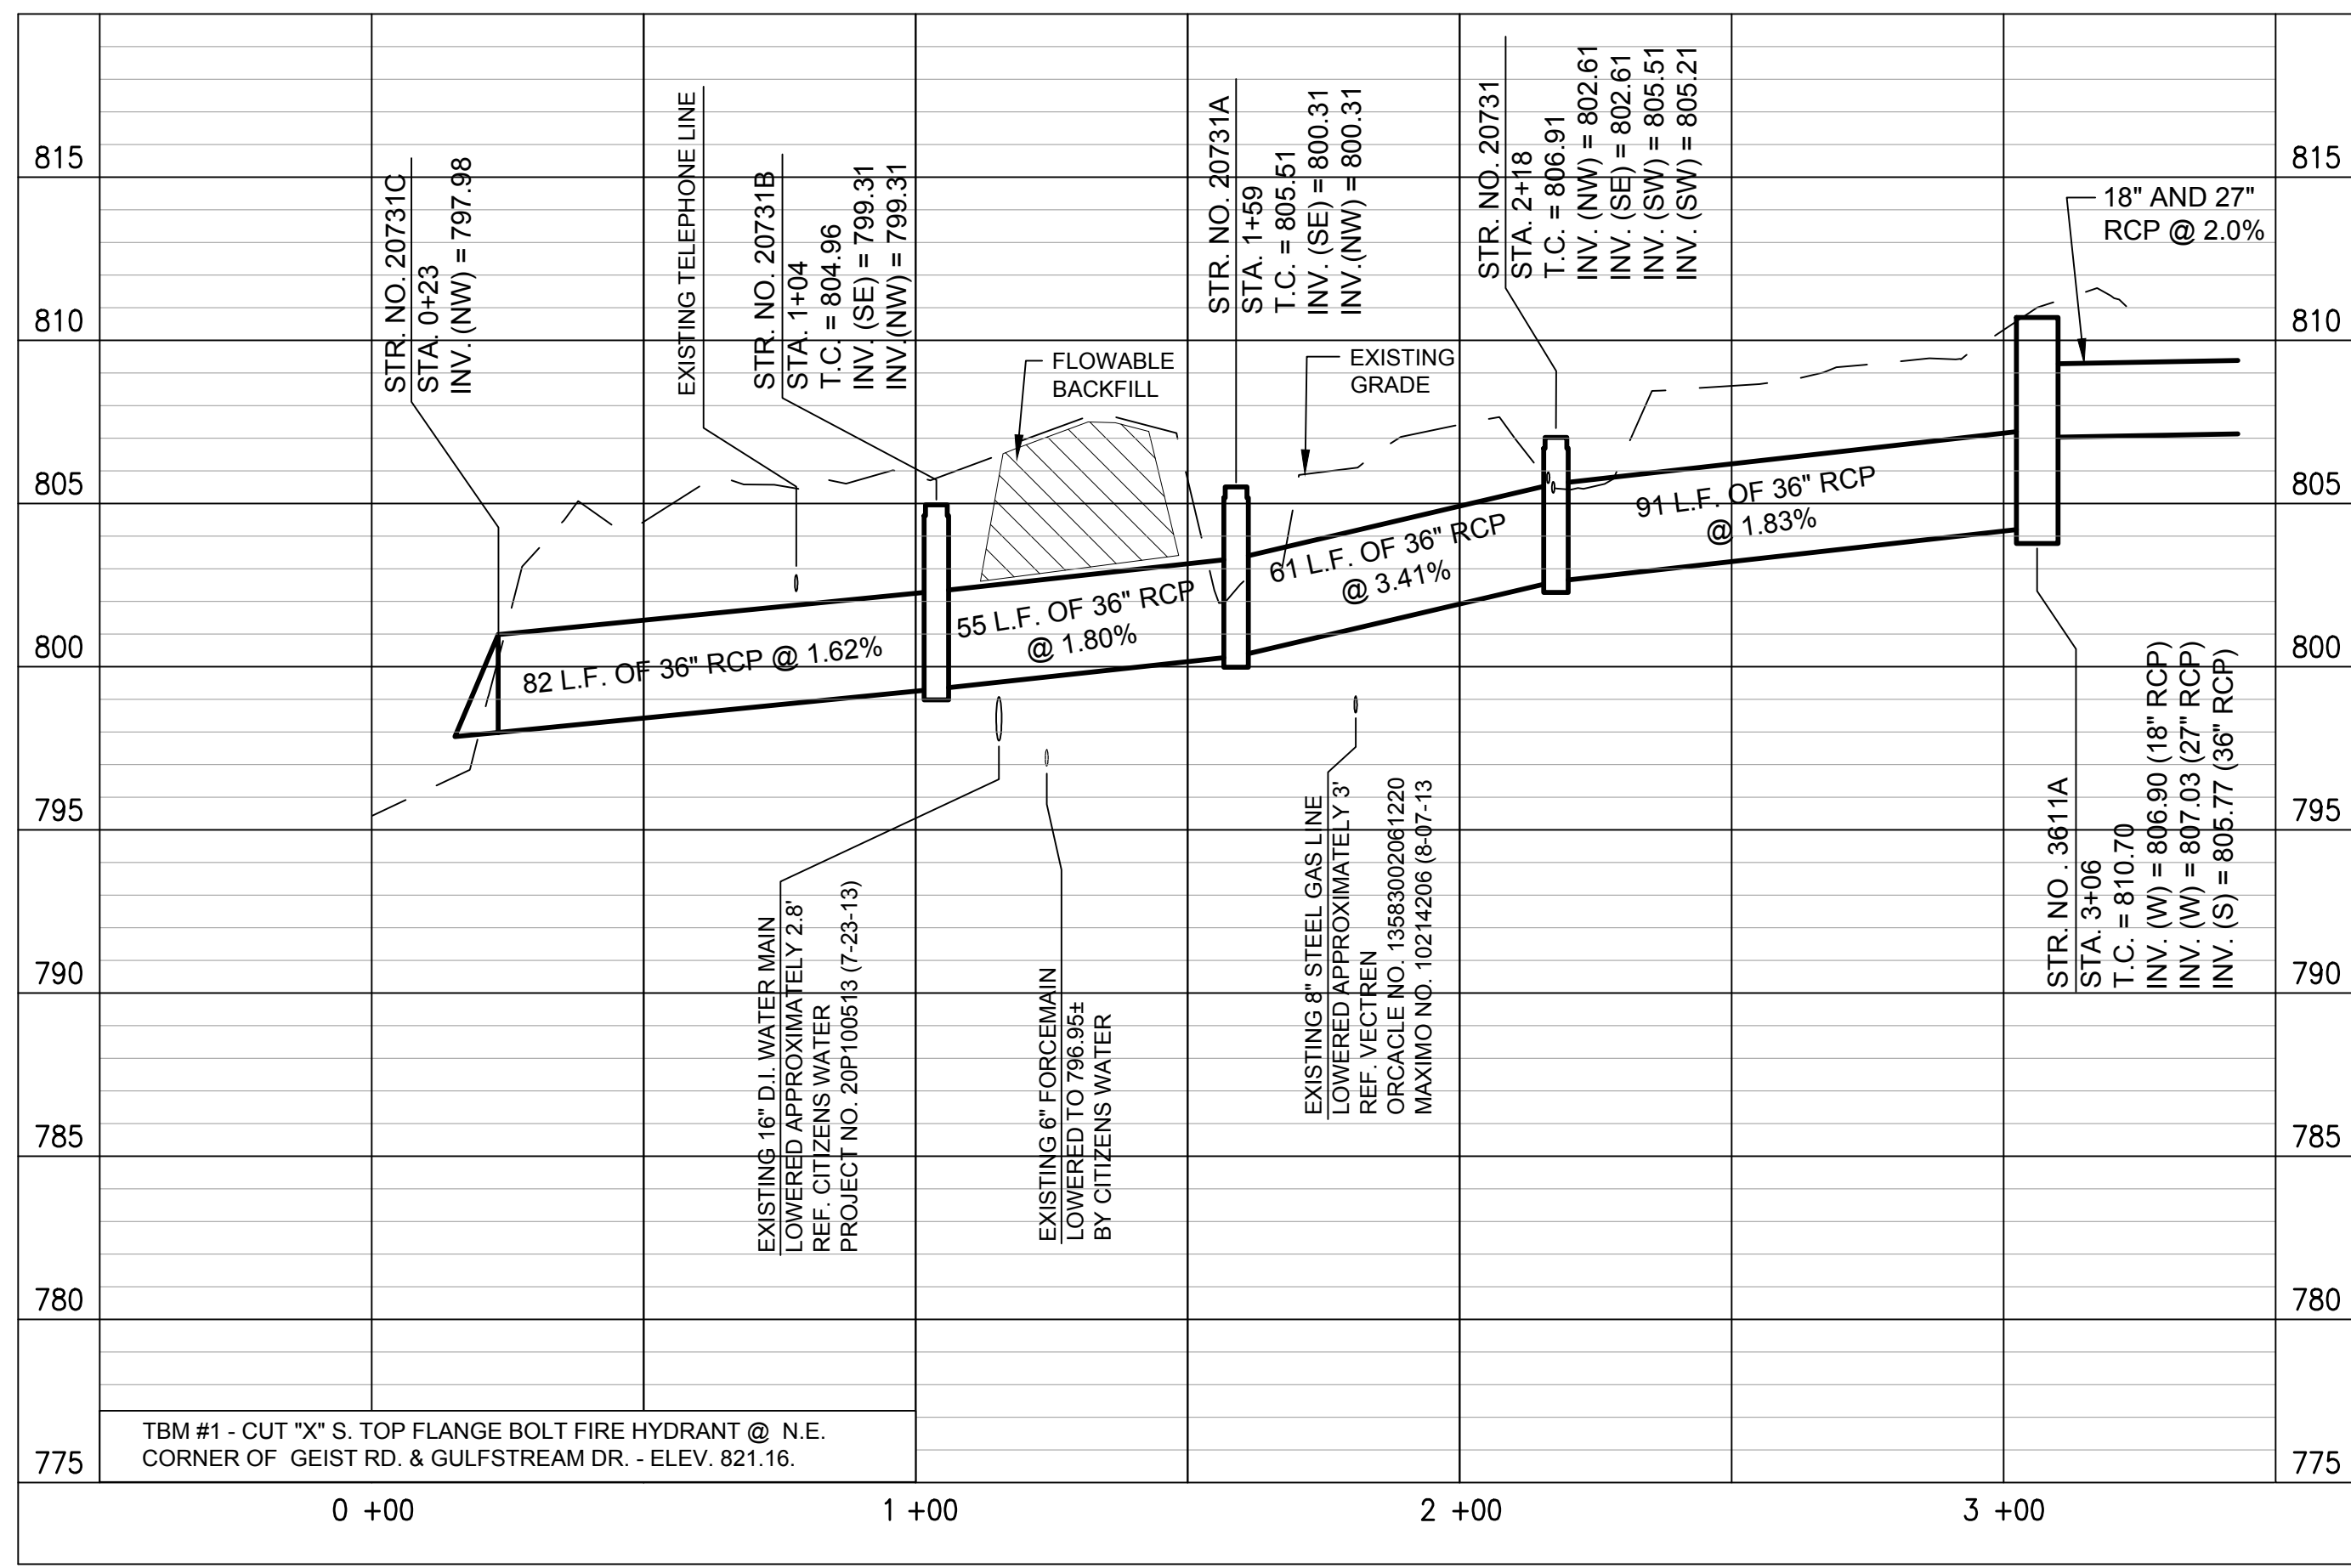 STR. NO. 20731C
STA. 0+23
INV.(NW) = 797.98
EXISTING TELEPHONE LINE
STR. NO. 20731B
STA. 1+04
T.C. = 804.96
INV. (SE) = 799.31
INV.(NW) = 799.31
FLOWABLE
BACKFILL
STR. NO. 20731A
STA. 1+59
T.C. = 805.51
INV. (SE) = 800.31
INV.(NW) = 800.31
EXISTING
GRADE
STR. NO. 20731
STA. 2+18
T.C. = 806.91
INV. (NW) = 802.61
INV. (SE) = 802.61
INV. (SW) = 805.51
INV. (SW) = 805.21
18" AND 27"
RCP @ 2.0%
82 L.F. OF 36" RCP @ 1.62%
55 L.F. OF 36" RCP
@ 1.80%
61 L.F. OF 36" RCP
@ 3.41%
91 L.F. OF 36" RCP
@ 1.83%
EXISTING 16" D.I. WATER MAIN
LOWERED APPROXIMATELY 2.8'
REF. CITIZENS WATER
PROJECT NO. 20P100513 (7-23-13)
EXISTING 6" FORCEMAIN
LOWERED TO 796.95±
BY CITIZENS WATER
EXISTING 8" STEEL GAS LINE
LOWERED APPROXIMATELY 3'
REF. VECTREN
ORCACLE NO. 13583002061220
MAXIMO NO. 10214206 (8-07-13
STR. NO . 3611A
STA. 3+06
T.C. = 810.70
INV. (W) = 806.90 (18" RCP)
INV. (W) = 807.03 (27" RCP)
INV. (S) = 805.77 (36" RCP)
815
810
805
800
795
790
785
780
775
815
810
805
800
795
790
785
780
775
TBM #1 - CUT "X" S. TOP FLANGE BOLT FIRE HYDRANT @ N.E.
CORNER OF GEIST RD. & GULFSTREAM DR. - ELEV. 821.16.
0 +00
1 +00
2 +00
3 +00